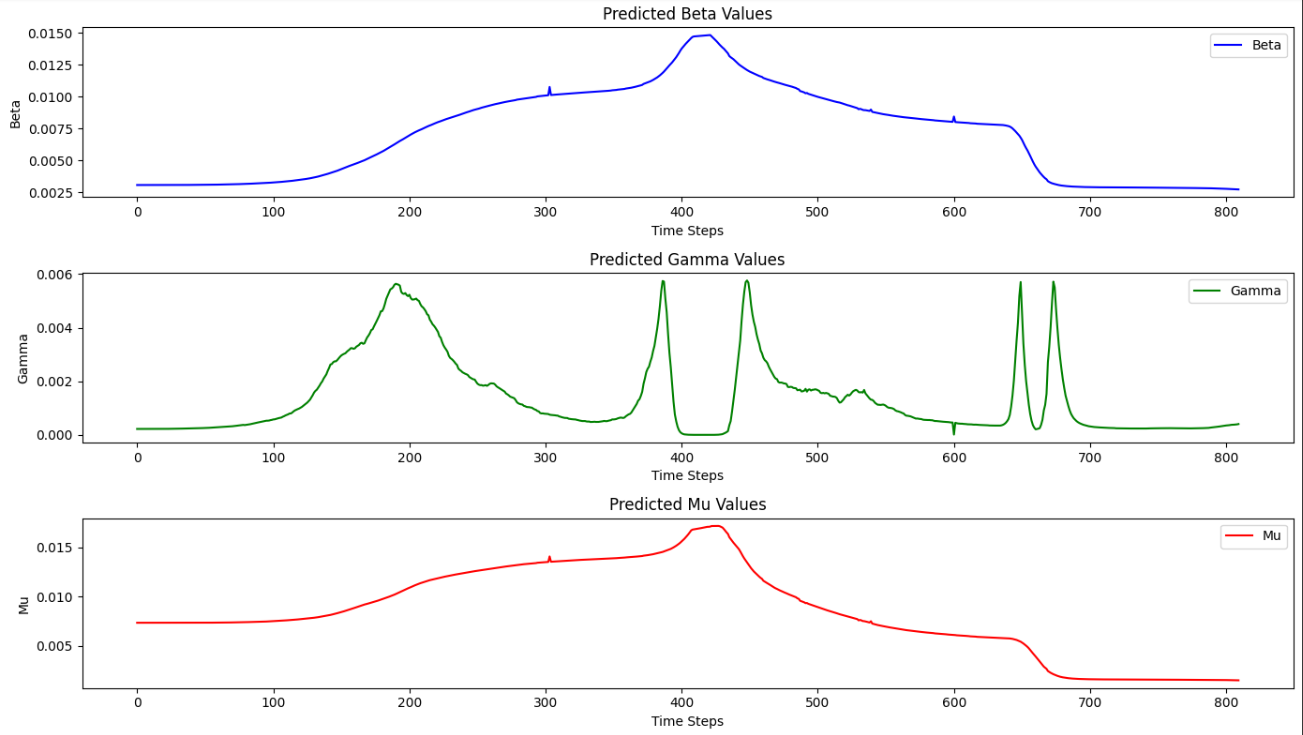 Predicted Beta Values
0.0150
0.0125
0.0100
0.0075
0.0050
0.0025
Beta
Beta
0 100 200 300 400 500 600 700 800
Time Steps
Predicted Gamma Values
0.006
0.004
0.002
0.000
Gamma
Gamma
0 100 200 300 400 500 600 700 800
Time Steps
Predicted Mu Values
0.015
0.010
0.005
Mu
Mu
0 100 200 300 400 500 600 700 800
Time Steps